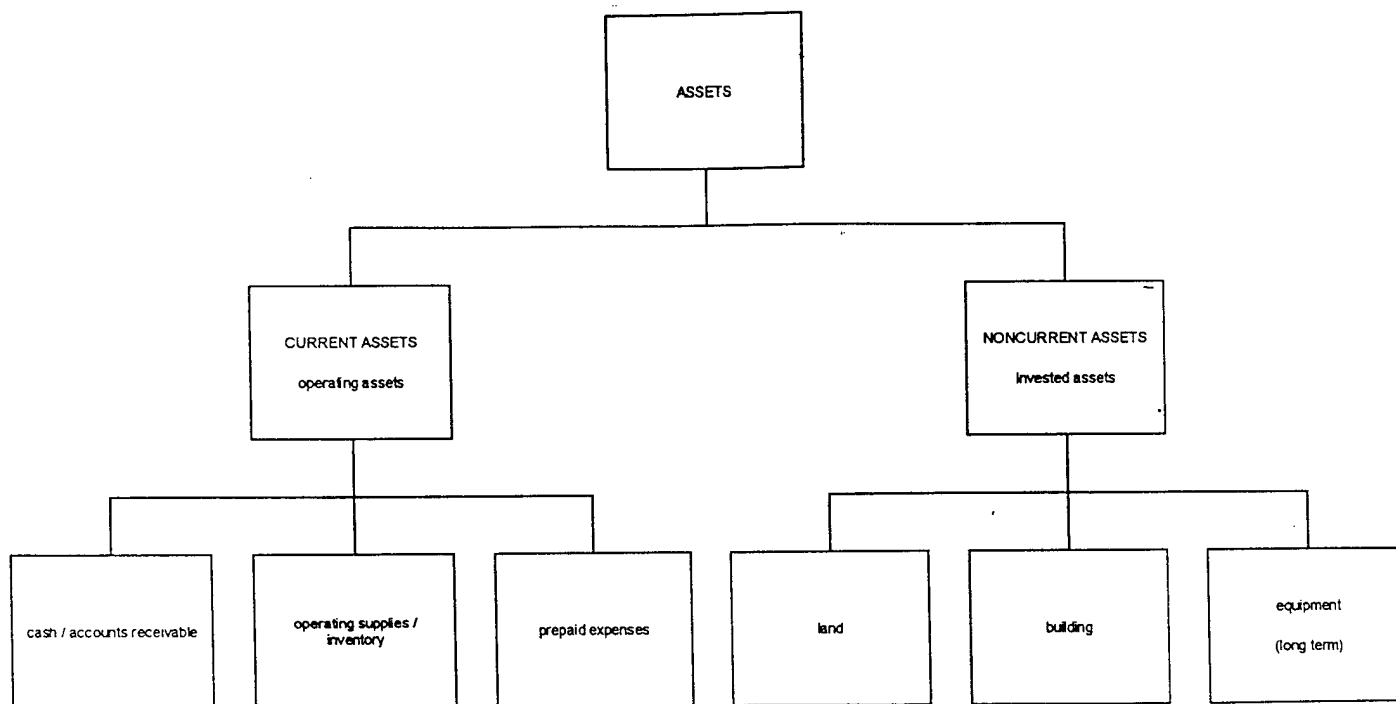 ASSETS
CURRENT ASSETS
operating assets
NONCURRENT ASSETS
invested assets
cash / accounts receivable
operating supplies /
inventory
prepaid expenses
land
building
equipment
(long term)